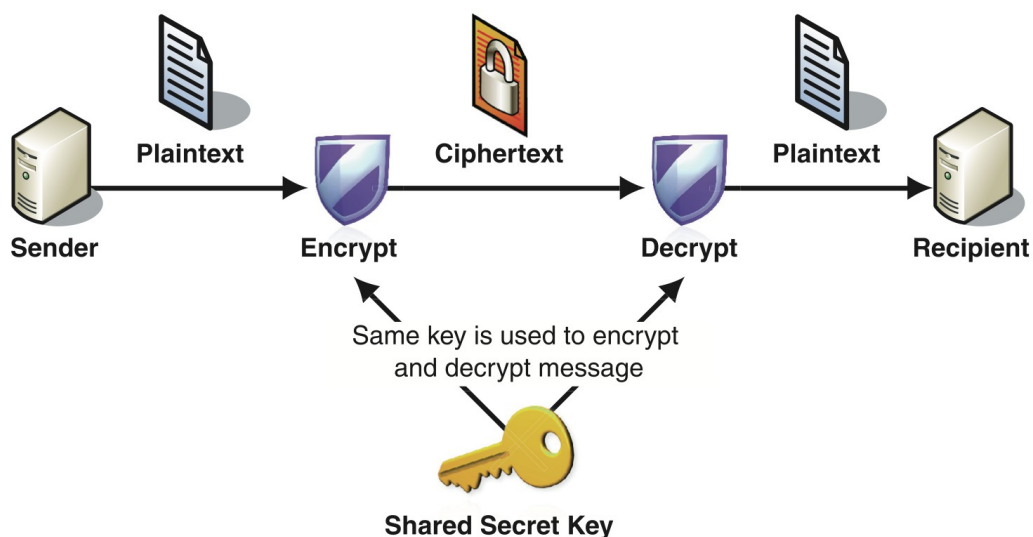 Plaintext
Ciphertext
Plaintext
Sender
Encrypt
Decrypt
Recipient
Same key is used to encrypt
and decrypt message
Shared Secret Key